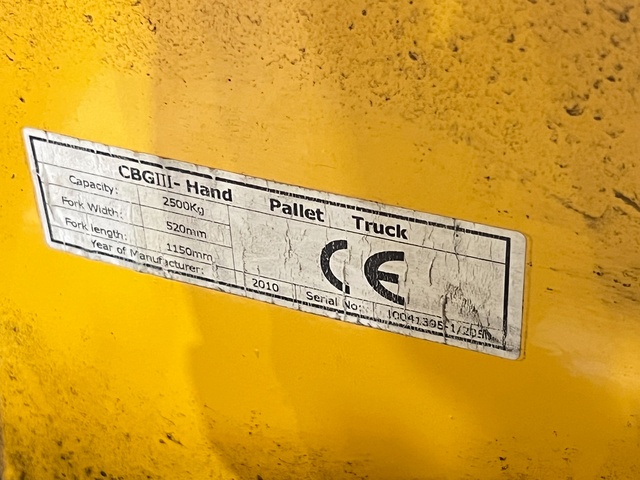 CBGIII- Hand Pallet Truck
Capacity: 2500Kg
Fork Width: 520mm
Fork length: 1150mm
CE
Year of Manufacturer: 2010 Serial No: